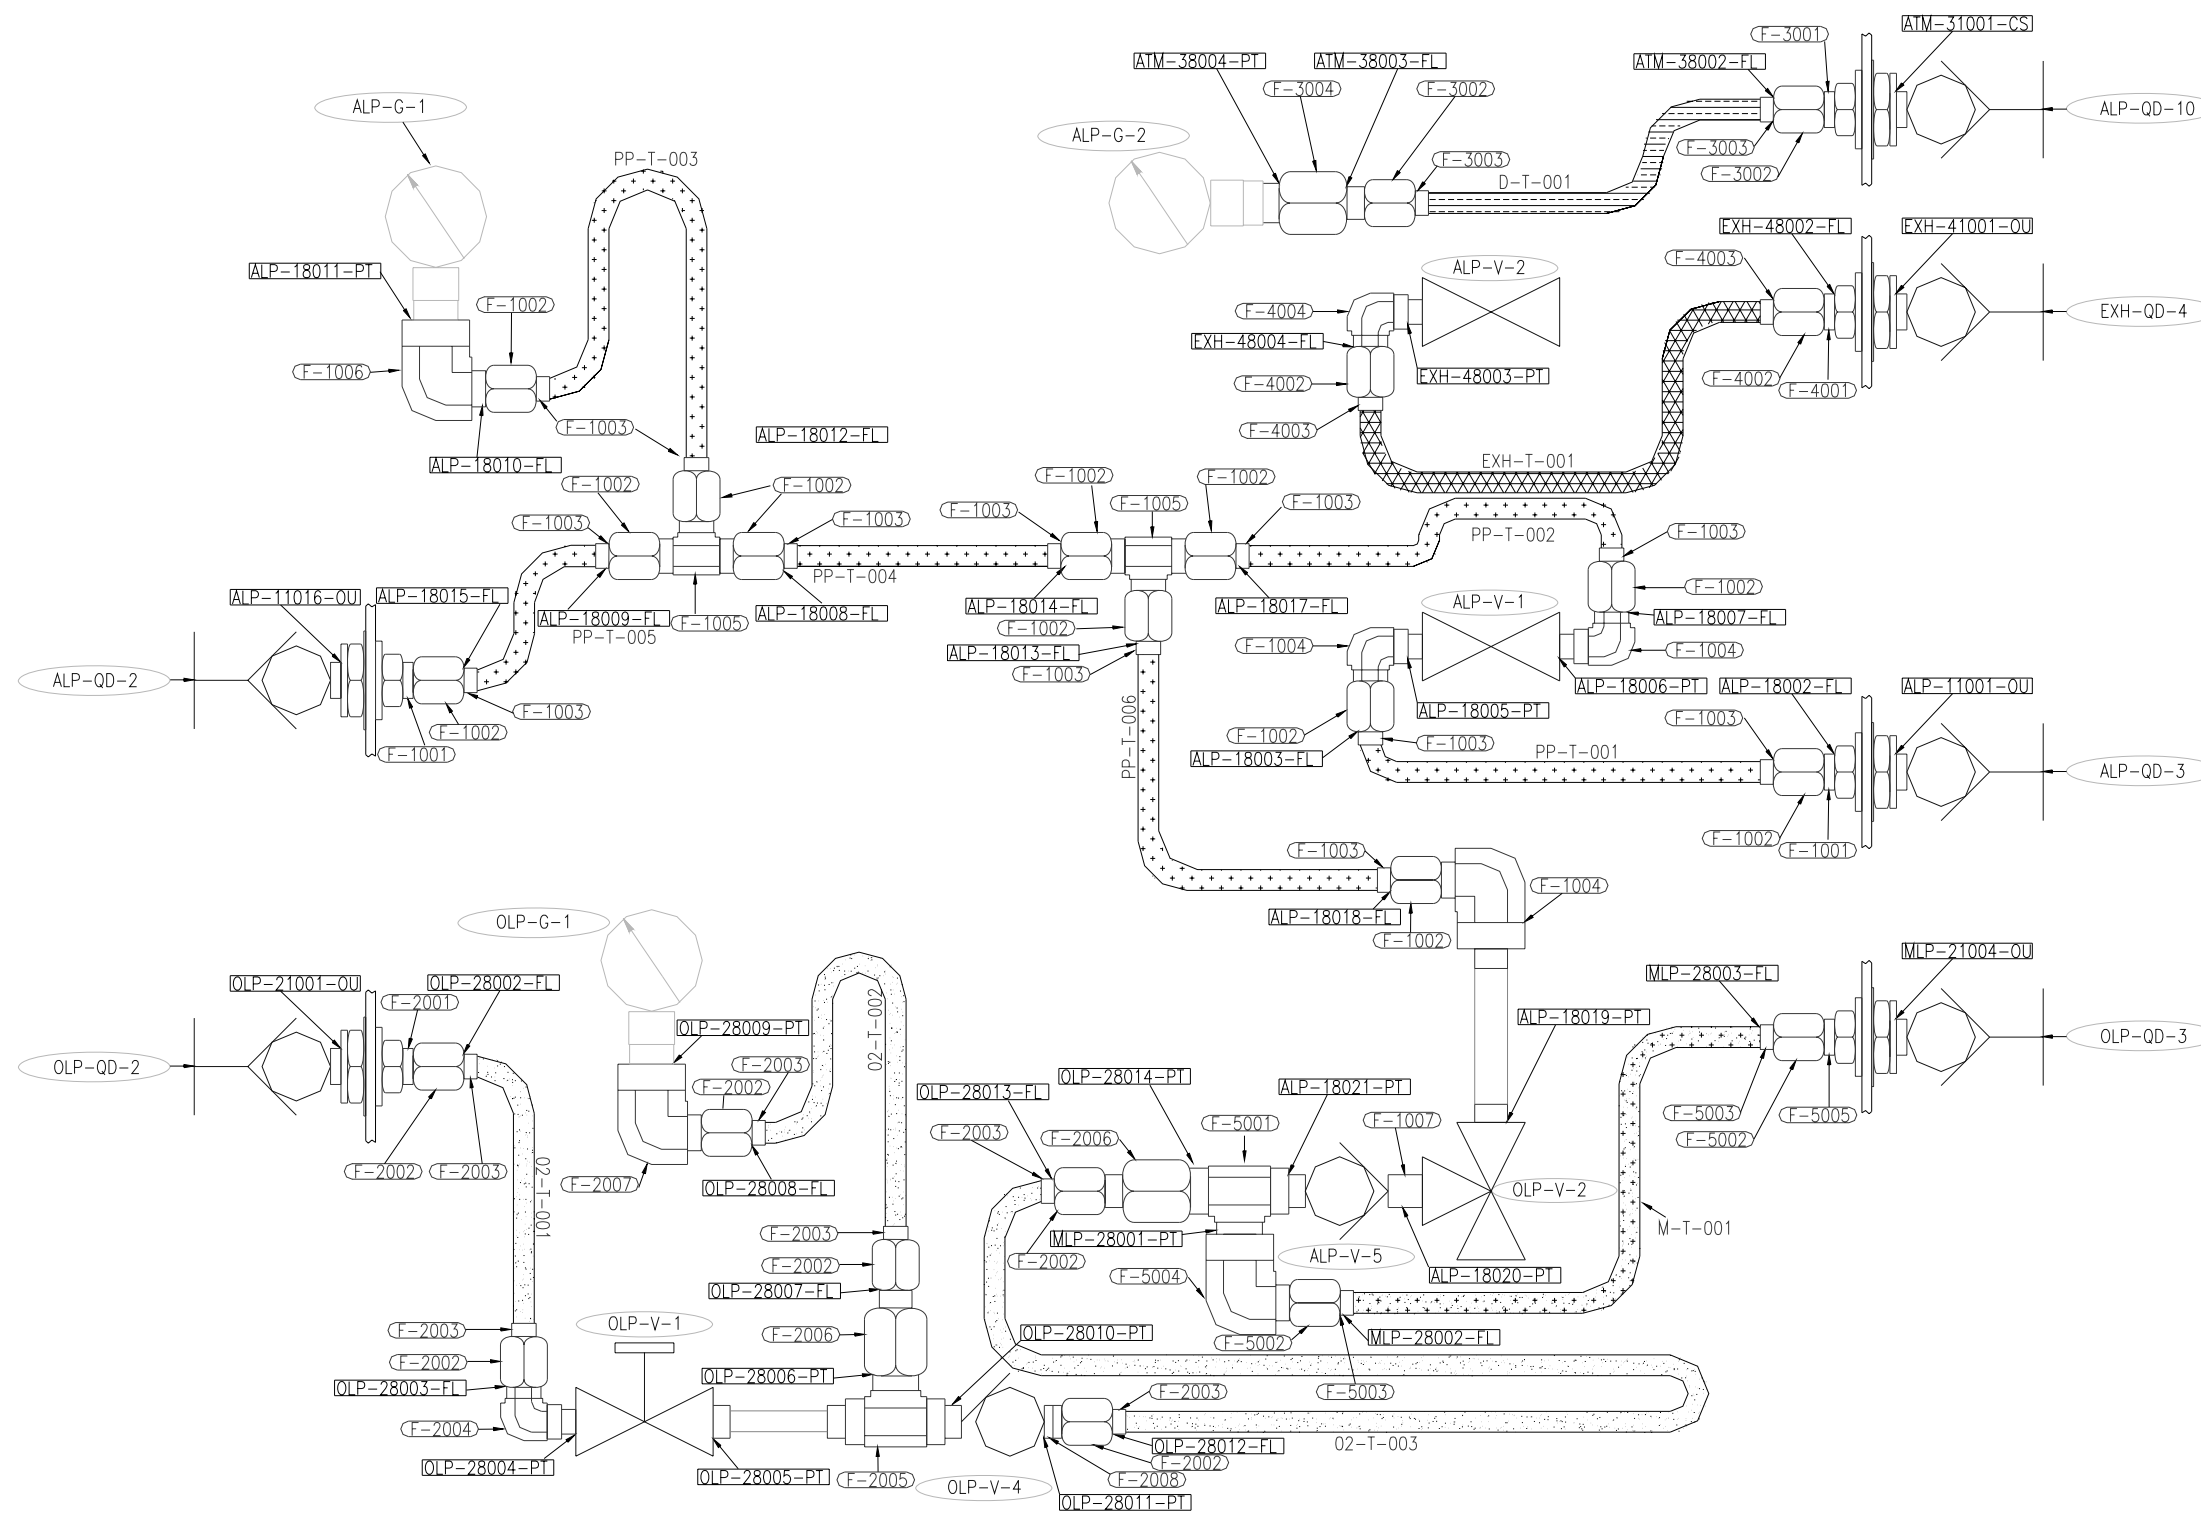 ATM-31001-CS
F-3001
ATM-38004-PT
ATM-38003-FL
ATM-38002-FL
F-3004
F-3002
ALP-G-1
ALP-QD-10
ALP-G-2
F-3003
PP-T-003
F-3003
D-T-001
F-3002
EXH-48002-FL
EXH-41001-OU
F-4003
ALP-V-2
ALP-18011-PT
F-1002
F-4004
EXH-QD-4
EXH-48004-FL
F-1006
EXH-48003-PT
F-4002
F-4002
F-4001
F-1003
F-4003
ALP-18012-FL
ALP-18010-FL
EXH-T-001
F-1002
F-1002
F-1002
F-1002
F-1005
F-1003
F-1003
F-1003
F-1003
F-1003
PP-T-002
PP-T-004
F-1002
ALP-11016-OU
ALP-18015-FL
ALP-18009-FL
ALP-18008-FL
ALP-18014-FL
ALP-18017-FL
ALP-V-1
ALP-18007-FL
F-1005
PP-T-005
F-1002
F-1004
F-1004
ALP-18013-FL
F-1003
ALP-QD-2
ALP-18006-PT
ALP-18002-FL
ALP-11001-OU
F-1003
ALP-18005-PT
F-1003
F-1002
F-1001
F-1002
F-1003
PP-T-006
ALP-18003-FL
PP-T-001
ALP-QD-3
F-1002
F-1001
F-1003
F-1004
ALP-18018-FL
F-1002
OLP-G-1
MLP-21004-OU
MLP-28003-FL
OLP-21001-OU
OLP-28002-FL
F-2001
ALP-18019-PT
OLP-28009-PT
02-T-002
OLP-QD-2
OLP-QD-3
F-2003
OLP-28014-PT
F-2002
OLP-28013-FL
ALP-18021-PT
F-5003
F-5005
F-1007
F-5001
F-2003
F-2006
F-5002
F-2002
F-2003
F-2007
02-T-001
OLP-28008-FL
OLP-V-2
M-T-001
F-2003
MLP-28001-PT
ALP-V-5
F-2002
F-2002
F-5004
ALP-18020-PT
OLP-28007-FL
OLP-V-1
F-2003
F-2006
OLP-28010-PT
MLP-28002-FL
F-5002
F-2002
OLP-28006-PT
OLP-28003-FL
F-2003
F-5003
F-2004
02-T-003
OLP-28012-FL
OLP-28004-PT
OLP-28005-PT
F-2005
F-2002
F-2008
OLP-V-4
OLP-28011-PT